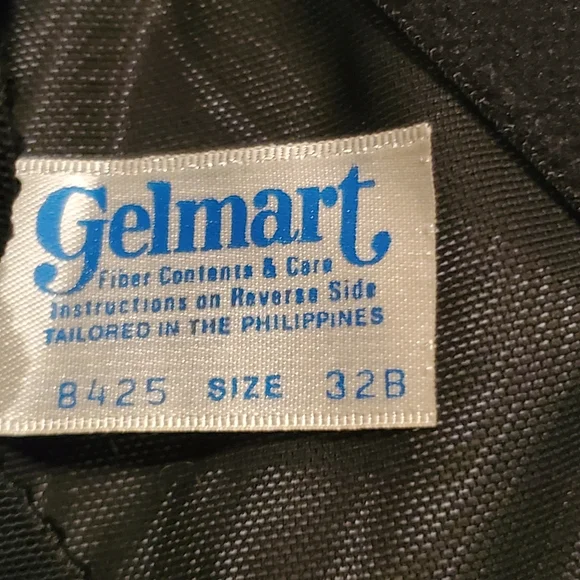 Gelmart
Fiber Contents & Care
Instructions on Reverse Side
TAILORED IN THE PHILIPPINES
8425 SIZE 32B